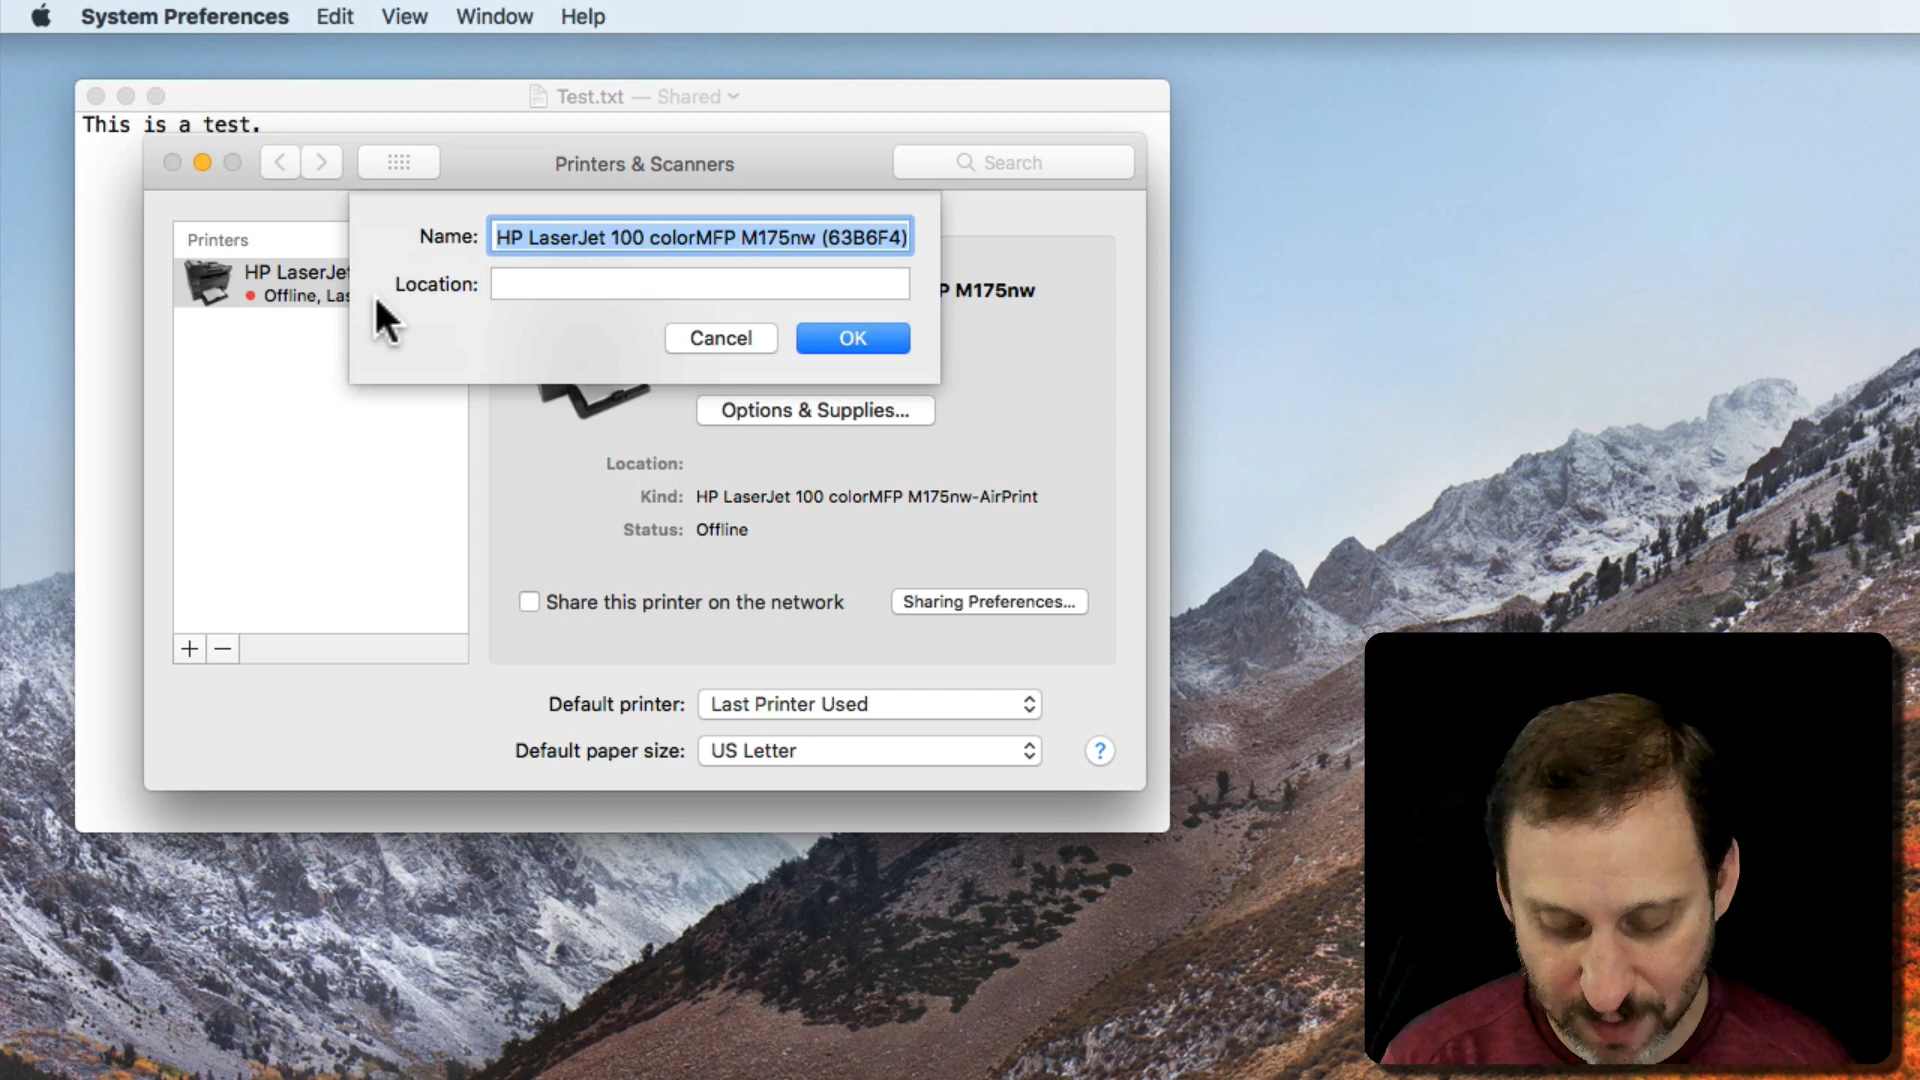 System Preferences Edit View Window Help
Test.txt — Shared
This is a test.
Printers & Scanners
Search
Printers
HP LaserJet
Offline, Las
Name: HP LaserJet 100 colorMFP M175nw (63B6F4)
Location:
P M175nw
Cancel OK
Options & Supplies...
Location:
Kind: HP LaserJet 100 colorMFP M175nw-AirPrint
Status: Offline
Share this printer on the network Sharing Preferences...
+ −
Default printer: Last Printer Used
Default paper size: US Letter ?